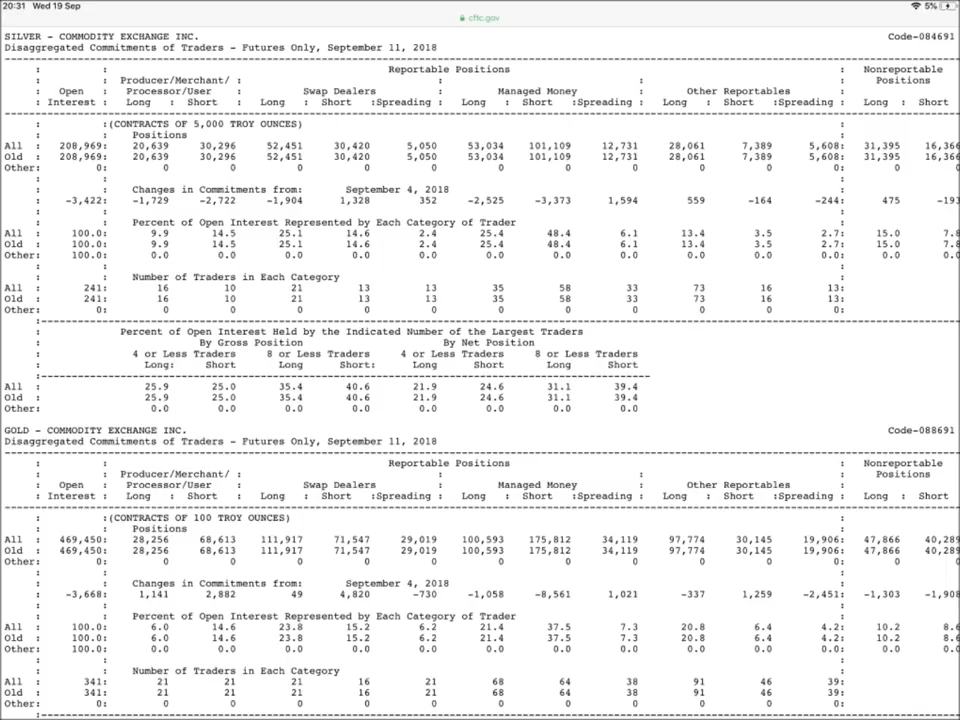 20:31 Wed 19 Sep 5%
cftc.gov
SILVER - COMMODITY EXCHANGE INC. Code-084691
Disaggregated Commitments of Traders - Futures Only, September 11, 2018
: : Reportable Positions : Nonreportable
: : Producer/Merchant/ : : : : Positions
: Open : Processor/User : Swap Dealers : Managed Money : Other Reportables :
: Interest : Long : Short : Long : Short :Spreading : Long : Short :Spreading : Long : Short :Spreading : Long : Short
: :(CONTRACTS OF 5,000 TROY OUNCES) :
: : Positions :
All : 208,969: 20,639 30,296 52,451 30,420 5,050 53,034 101,109 12,731 28,061 7,389 5,608: 31,395 16,366
Old : 208,969: 20,639 30,296 52,451 30,420 5,050 53,034 101,109 12,731 28,061 7,389 5,608: 31,395 16,366
Other: 0: 0 0 0 0 0 0 0 0 0 0 0: 0 0
: : Changes in Commitments from: September 4, 2018 :
: -3,422: -1,729 -2,722 -1,904 1,328 352 -2,525 -3,373 1,594 559 -164 -244: 475 -193
: : Percent of Open Interest Represented by Each Category of Trader :
All : 100.0: 9.9 14.5 25.1 14.6 2.4 25.4 48.4 6.1 13.4 3.5 2.7: 15.0 7.8
Old : 100.0: 9.9 14.5 25.1 14.6 2.4 25.4 48.4 6.1 13.4 3.5 2.7: 15.0 7.8
Other: 100.0: 0.0 0.0 0.0 0.0 0.0 0.0 0.0 0.0 0.0 0.0 0.0: 0.0 0.0
: : Number of Traders in Each Category :
All : 241: 16 10 21 13 13 35 58 33 73 16 13:
Old : 241: 16 10 21 13 13 35 58 33 73 16 13:
Other: 0: 0 0 0 0 0 0 0 0 0 0 0:
: Percent of Open Interest Held by the Indicated Number of the Largest Traders
: By Gross Position By Net Position
: 4 or Less Traders 8 or Less Traders 4 or Less Traders 8 or Less Traders
: Long: Short Long Short: Long Short Long Short
All : 25.9 25.0 35.4 40.6 21.9 24.6 31.1 39.4
Old : 25.9 25.0 35.4 40.6 21.9 24.6 31.1 39.4
Other: 0.0 0.0 0.0 0.0 0.0 0.0 0.0 0.0
GOLD - COMMODITY EXCHANGE INC. Code-088691
Disaggregated Commitments of Traders - Futures Only, September 11, 2018
: : Reportable Positions : Nonreportable
: : Producer/Merchant/ : : : : Positions
: Open : Processor/User : Swap Dealers : Managed Money : Other Reportables :
: Interest : Long : Short : Long : Short :Spreading : Long : Short :Spreading : Long : Short :Spreading : Long : Short
: :(CONTRACTS OF 100 TROY OUNCES) :
: : Positions :
All : 469,450: 28,256 68,613 111,917 71,547 29,019 100,593 175,812 34,119 97,774 30,145 19,906: 47,866 40,289
Old : 469,450: 28,256 68,613 111,917 71,547 29,019 100,593 175,812 34,119 97,774 30,145 19,906: 47,866 40,289
Other: 0: 0 0 0 0 0 0 0 0 0 0 0: 0 0
: : Changes in Commitments from: September 4, 2018 :
: -3,668: 1,141 2,882 49 4,820 -730 -1,058 -8,561 1,021 -337 1,259 -2,451: -1,303 -1,908
: : Percent of Open Interest Represented by Each Category of Trader :
All : 100.0: 6.0 14.6 23.8 15.2 6.2 21.4 37.5 7.3 20.8 6.4 4.2: 10.2 8.6
Old : 100.0: 6.0 14.6 23.8 15.2 6.2 21.4 37.5 7.3 20.8 6.4 4.2: 10.2 8.6
Other: 100.0: 0.0 0.0 0.0 0.0 0.0 0.0 0.0 0.0 0.0 0.0 0.0: 0.0 0.0
: : Number of Traders in Each Category :
All : 341: 21 21 21 16 21 68 64 38 91 46 39:
Old : 341: 21 21 21 16 21 68 64 38 91 46 39:
Other: 0: 0 0 0 0 0 0 0 0 0 0 0: